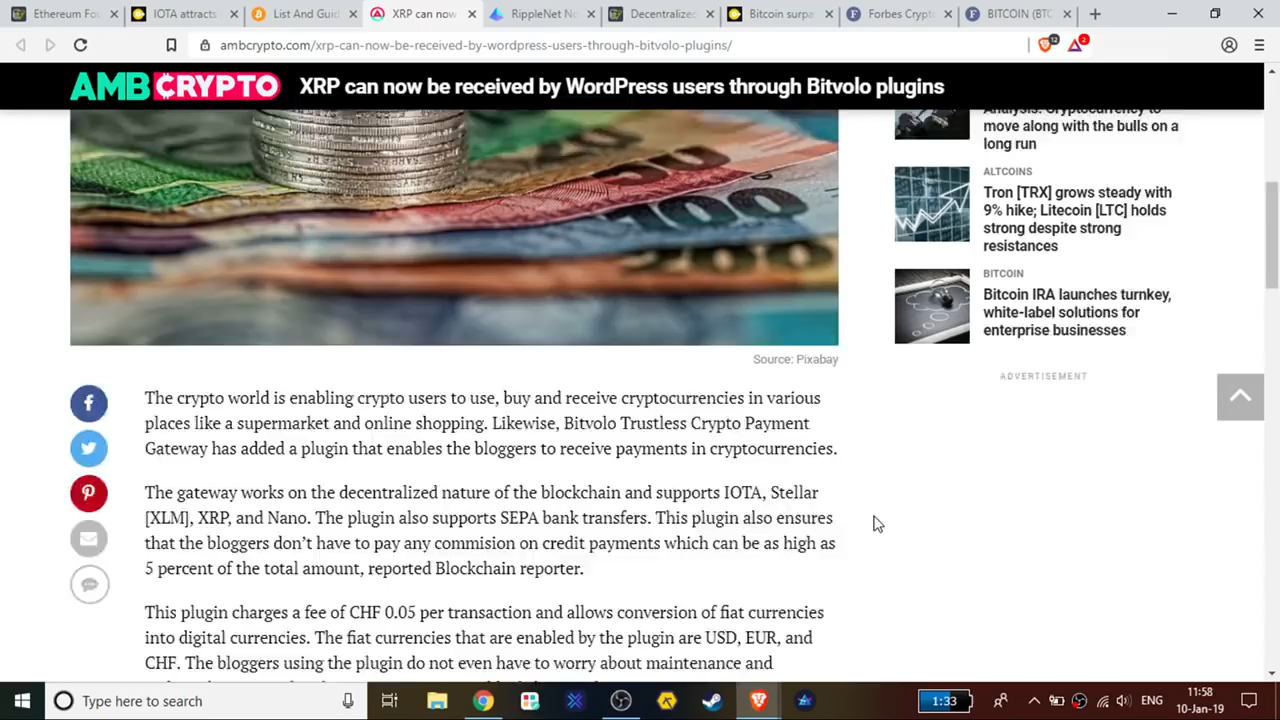 Ethereum Fou
IOTA attracts
List And Guid
XRP can now
RippleNet No
Decentralized
Bitcoin surpa
Forbes Crypt
BITCOIN (BTC
ambcrypto.com/xrp-can-now-be-received-by-wordpress-users-through-bitvolo-plugins/
12
2
AMBCRYPTO
XRP can now be received by WordPress users through Bitvolo plugins
Analysis: Cryptocurrency to
move along with the bulls on a
long run
ALTCOINS
Tron [TRX] grows steady with
9% hike; Litecoin [LTC] holds
strong despite strong
resistances
BITCOIN
Bitcoin IRA launches turnkey,
white-label solutions for
enterprise businesses
ADVERTISEMENT
100
200
Source: Pixabay
The crypto world is enabling crypto users to use, buy and receive cryptocurrencies in various
places like a supermarket and online shopping. Likewise, Bitvolo Trustless Crypto Payment
Gateway has added a plugin that enables the bloggers to receive payments in cryptocurrencies.
The gateway works on the decentralized nature of the blockchain and supports IOTA, Stellar
[XLM], XRP, and Nano. The plugin also supports SEPA bank transfers. This plugin also ensures
that the bloggers don't have to pay any commision on credit payments which can be as high as
5 percent of the total amount, reported Blockchain reporter.
This plugin charges a fee of CHF 0.05 per transaction and allows conversion of fiat currencies
into digital currencies. The fiat currencies that are enabled by the plugin are USD, EUR, and
CHF. The bloggers using the plugin do not even have to worry about maintenance and
Type here to search
1:33
ENG
11:58
10-Jan-19